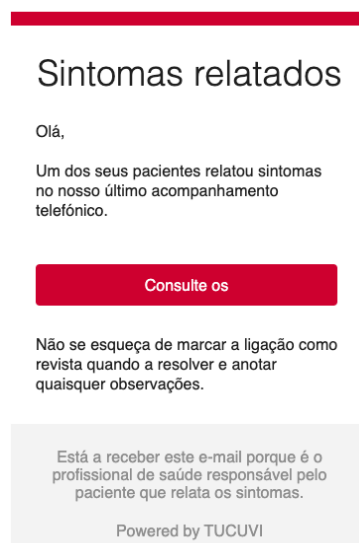 Sintomas relatados
Olá,
Um dos seus pacientes relatou sintomas
no nosso último acompanhamento
telefónico.
Consulte os
Não se esqueça de marcar a ligação como
revista quando a resolver e anotar
quaisquer observações.
Está a receber este e-mail porque é o
profissional de saúde responsável pelo
paciente que relata os sintomas.
Powered by TUCUVI